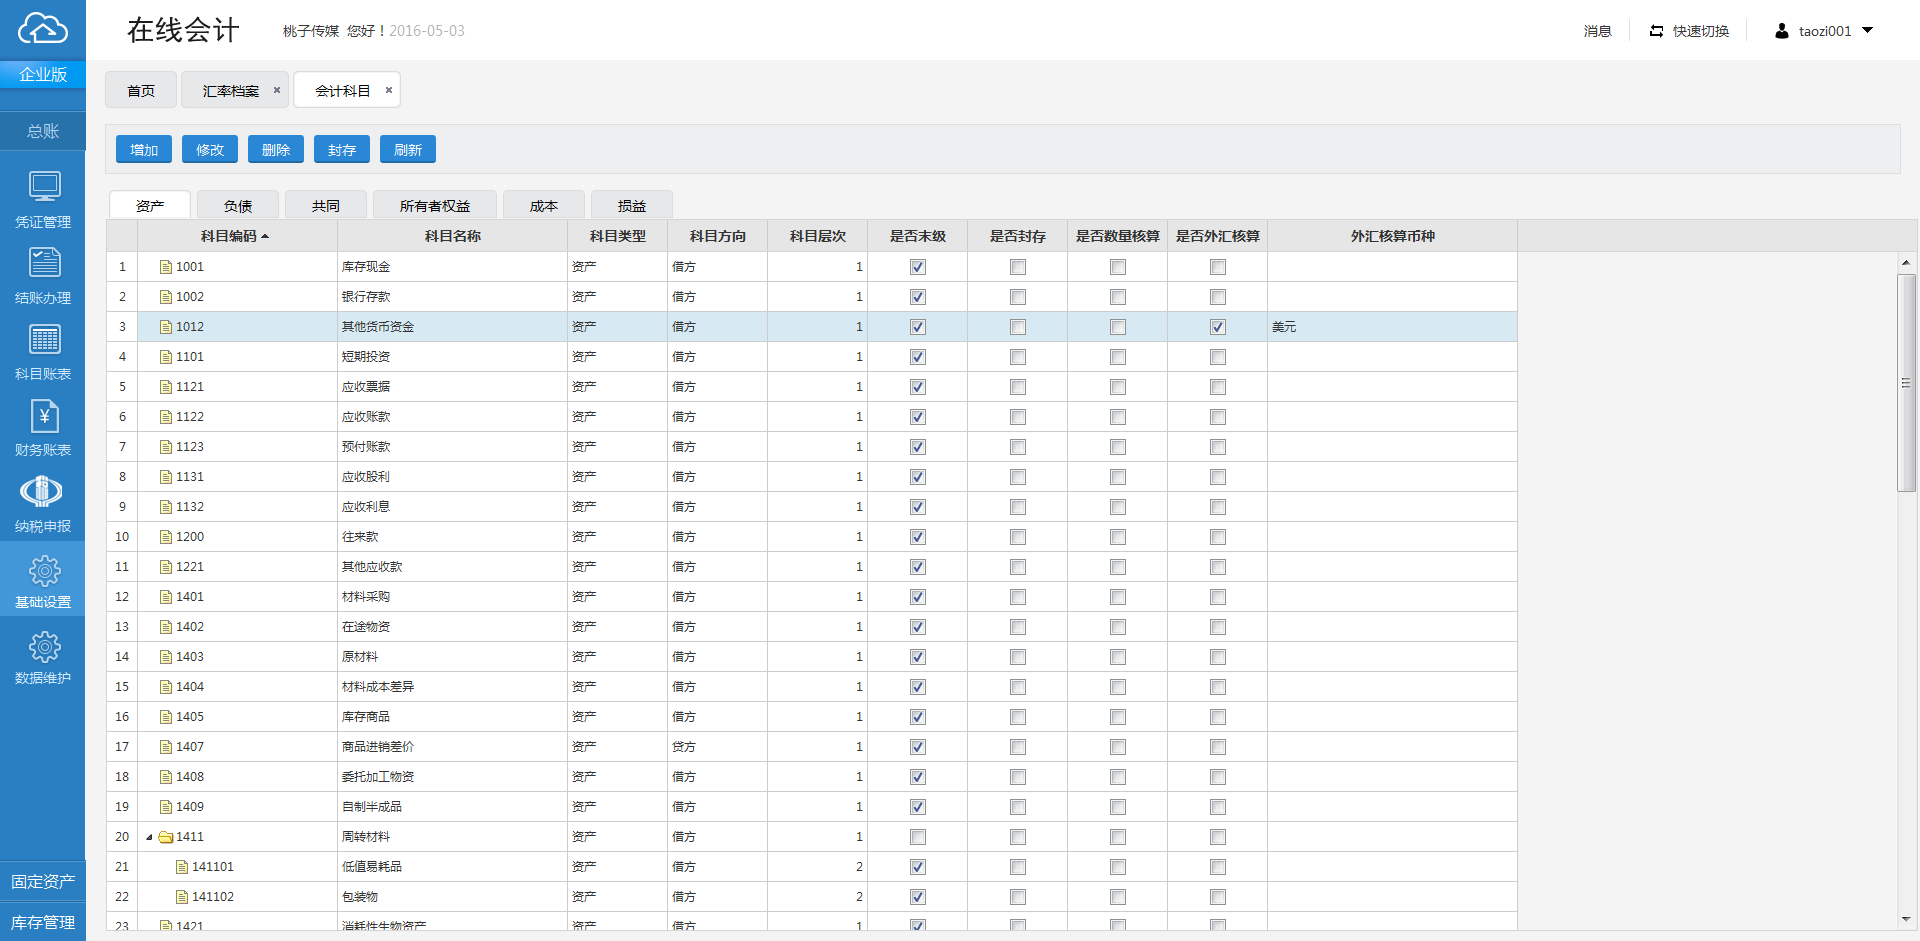 在线会计 桃子传媒 您好！2016-05-03 消息 快速切换 taozi001
企业版
首页 汇率档案 会计科目
总账
增加 修改 删除 封存 刷新
凭证管理
结账办理
科目账表
财务账表
纳税申报
基础设置
数据维护
固定资产
库存管理
资产 负债 共同 所有者权益 成本 损益
科目编码 科目名称 科目类型 科目方向 科目层次 是否末级 是否封存 是否数量核算 是否外汇核算 外汇核算币种
1 1001 库存现金 资产 借方 1
2 1002 银行存款 资产 借方 1
3 1012 其他货币资金 资产 借方 1 美元
4 1101 短期投资 资产 借方 1
5 1121 应收票据 资产 借方 1
6 1122 应收账款 资产 借方 1
7 1123 预付账款 资产 借方 1
8 1131 应收股利 资产 借方 1
9 1132 应收利息 资产 借方 1
10 1200 往来款 资产 借方 1
11 1221 其他应收款 资产 借方 1
12 1401 材料采购 资产 借方 1
13 1402 在途物资 资产 借方 1
14 1403 原材料 资产 借方 1
15 1404 材料成本差异 资产 借方 1
16 1405 库存商品 资产 借方 1
17 1407 商品进销差价 资产 贷方 1
18 1408 委托加工物资 资产 借方 1
19 1409 自制半成品 资产 借方 1
20 1411 周转材料 资产 借方 1
21 141101 低值易耗品 资产 借方 2
22 141102 包装物 资产 借方 2
23 1421 消耗性生物资产 资产 借方 1